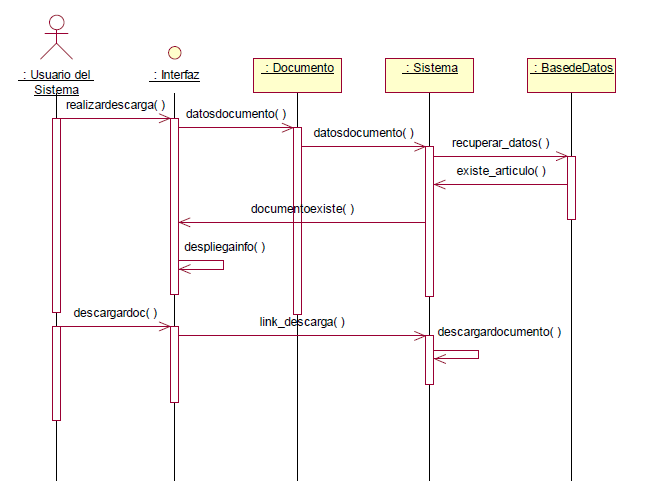 : Usuario del
Sistema
: Interfaz
: Documento
: Sistema
: BasedeDatos
realizardescarga( )
datosdocumento( )
datosdocumento( )
recuperar_datos( )
existe_articulo( )
documentoexiste( )
despliegainfo( )
descargardoc( )
link_descarga( )
descargardocumento( )